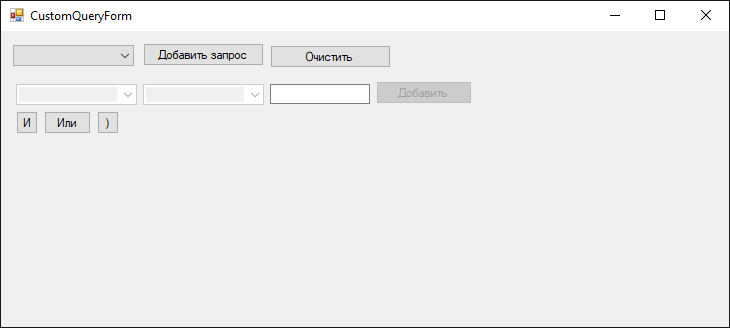 CustomQueryForm
Добавить запрос Очистить
Добавить
И Или )